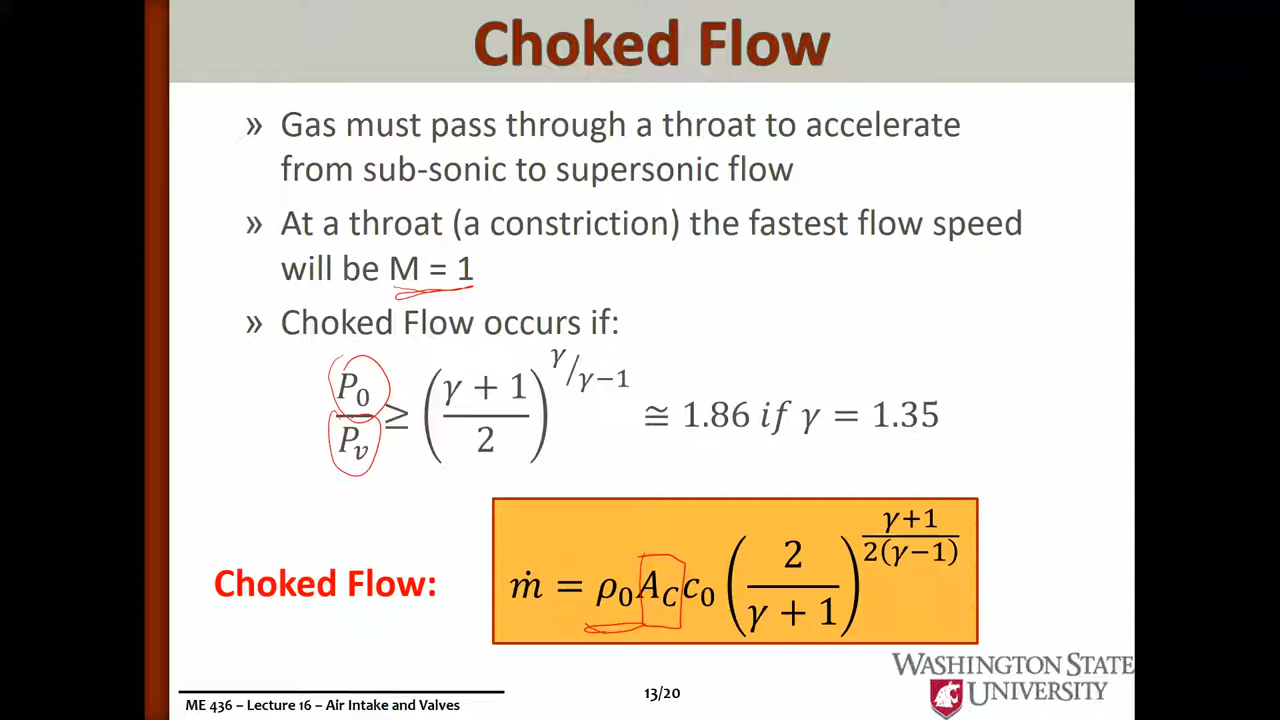 Choked Flow
» Gas must pass through a throat to accelerate
from sub-sonic to supersonic flow
» At a throat (a constriction) the fastest flow speed
will be M = 1
» Choked Flow occurs if:
P₀/Pᵥ ≥ ((γ + 1)/2)^(γ/γ−1) ≅ 1.86 if γ = 1.35
Choked Flow: ṁ = ρ₀A_C c₀ (2/(γ + 1))^((γ+1)/(2(γ−1)))
WASHINGTON STATE
UNIVERSITY
13/20
ME 436 – Lecture 16 – Air Intake and Valves